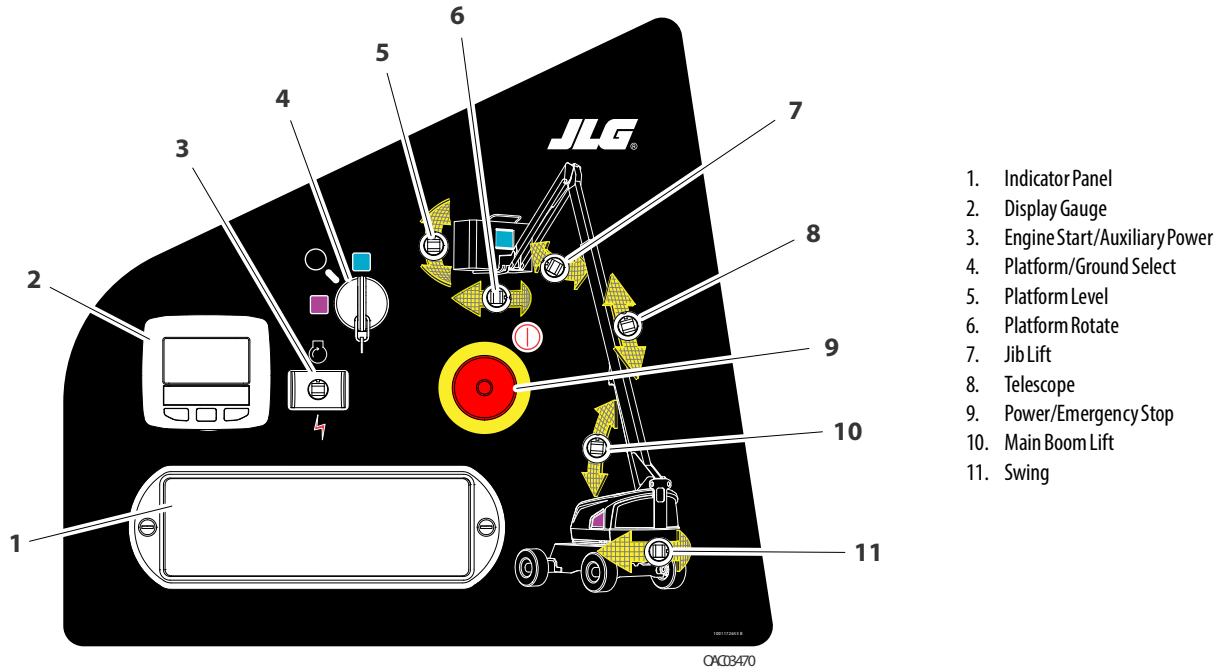 6
5
7
4
JLG®
3
8
2
9
10
1
11
1001172653 B
OAC03470
1. Indicator Panel
2. Display Gauge
3. Engine Start/Auxiliary Power
4. Platform/Ground Select
5. Platform Level
6. Platform Rotate
7. Jib Lift
8. Telescope
9. Power/Emergency Stop
10. Main Boom Lift
11. Swing